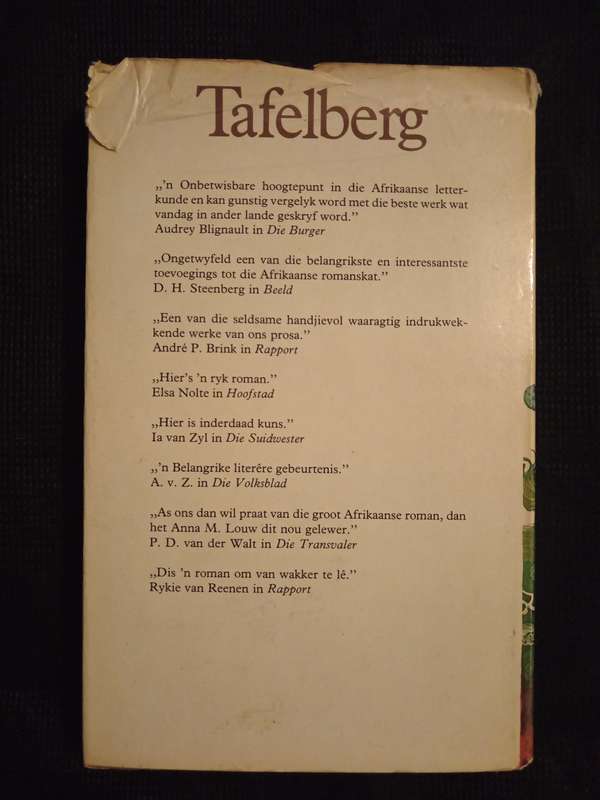 Tafelberg
„’n Onbetwisbare hoogtepunt in die Afrikaanse letter-
kunde en kan gunstig vergelyk word met die beste werk wat
vandag in ander lande geskryf word.”
Audrey Blignault in Die Burger
„Ongetwyfeld een van die belangrikste en interessantste
toevoegings tot die Afrikaanse romanskat.”
D. H. Steenberg in Beeld
„Een van die seldsame handjievol waaragtig indrukwek-
kende werke van ons prosa.”
André P. Brink in Rapport
„Hier’s ’n ryk roman.”
Elsa Nolte in Hoofstad
„Hier is inderdaad kuns.”
Ia van Zyl in Die Suidwester
„’n Belangrike literêre gebeurtenis.”
A. v. Z. in Die Volksblad
„As ons dan wil praat van die groot Afrikaanse roman, dan
het Anna M. Louw dit nou gelewer.”
P. D. van der Walt in Die Transvaler
„Dis ’n roman om van wakker te lê.”
Rykie van Reenen in Rapport